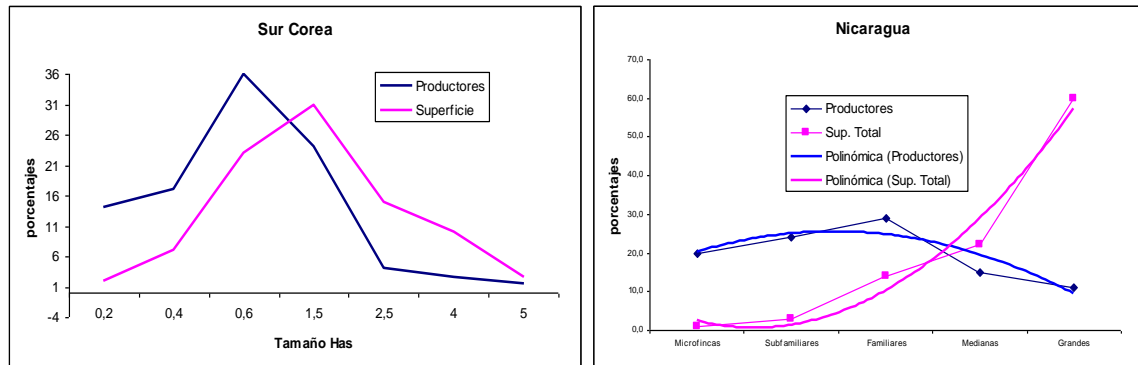 Sur Corea
36
31
26
21
16
11
6
1
-4
porcentajes
Productores
Superficie
0,2 0,4 0,6 1,5 2,5 4 5
Tamaño Has
Nicaragua
70,0
60,0
50,0
40,0
30,0
20,0
10,0
0,0
porcentajes
Productores
Sup. Total
Polinómica (Productores)
Polinómica (Sup. Total)
Microfincas Subfamiliares Familiares Medianas Grandes